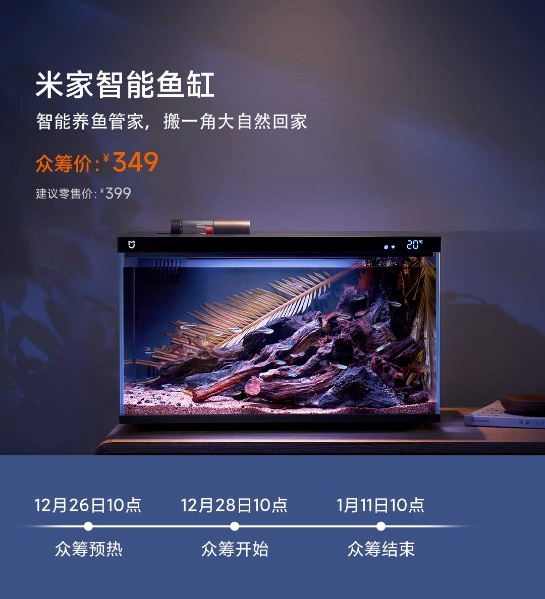 米家智能鱼缸
智能养鱼管家，搬一角大自然回家
众筹价:¥349
建议零售价:¥399
20℃
12月26日10点
12月28日10点
1月11日10点
众筹预热
众筹开始
众筹结束